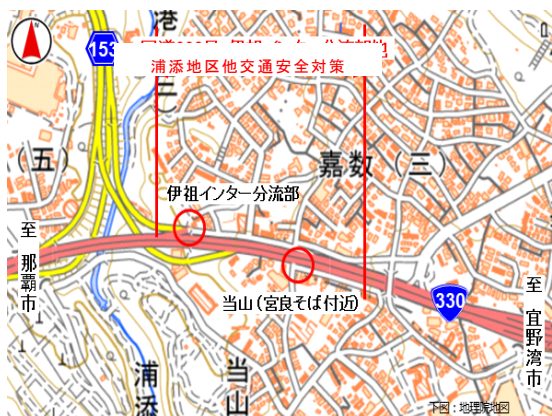 港
153
浦添地区他交通安全対策
(三)
(五)
嘉数(三)
伊祖インター分流部
至 那覇市
当山(宮良そば付近)
330
至 宜野湾市
浦添
当山
下図:地理院地図